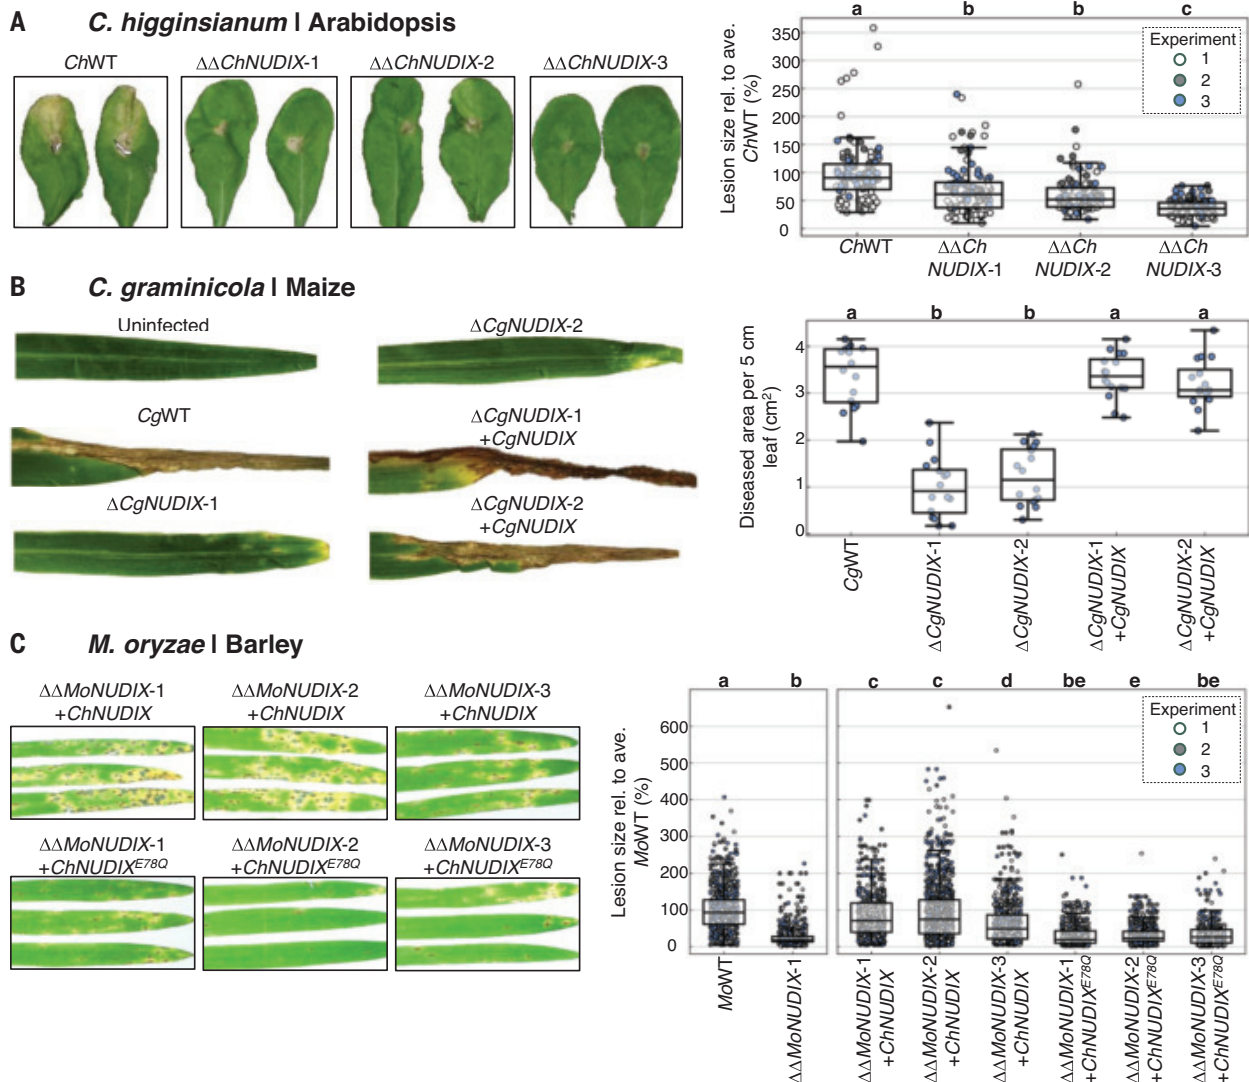 A C. higginsianum | Arabidopsis
ChWT ΔΔChNUDIX-1 ΔΔChNUDIX-2 ΔΔChNUDIX-3
a b b c
Lesion size rel. to ave.
ChWT (%)
350
300
250
200
150
100
50
0
Experiment
1
2
3
ChWT ΔΔCh ΔΔCh ΔΔCh
NUDIX-1 NUDIX-2 NUDIX-3
B C. graminicola | Maize
Uninfected ΔCgNUDIX-2
CgWT ΔCgNUDIX-1
+CgNUDIX
ΔCgNUDIX-1 ΔCgNUDIX-2
+CgNUDIX
a b b a a
Diseased area per 5 cm
leaf (cm²)
4
3
2
1
0
CgWT
ΔCgNUDIX-1
ΔCgNUDIX-2
ΔCgNUDIX-1
+CgNUDIX
ΔCgNUDIX-2
+CgNUDIX
C M. oryzae | Barley
ΔΔMoNUDIX-1 ΔΔMoNUDIX-2 ΔΔMoNUDIX-3
+ChNUDIX +ChNUDIX +ChNUDIX
ΔΔMoNUDIX-1 ΔΔMoNUDIX-2 ΔΔMoNUDIX-3
+ChNUDIXE78Q +ChNUDIXE78Q +ChNUDIXE78Q
a b c c d be e be
Lesion size rel. to ave.
MoWT (%)
600
500
400
300
200
100
0
Experiment
1
2
3
MoWT
ΔΔMoNUDIX-1
ΔΔMoNUDIX-1
+ChNUDIX
ΔΔMoNUDIX-2
+ChNUDIX
ΔΔMoNUDIX-3
+ChNUDIX
ΔΔMoNUDIX-1
+ChNUDIXE78Q
ΔΔMoNUDIX-2
+ChNUDIXE78Q
ΔΔMoNUDIX-3
+ChNUDIXE78Q